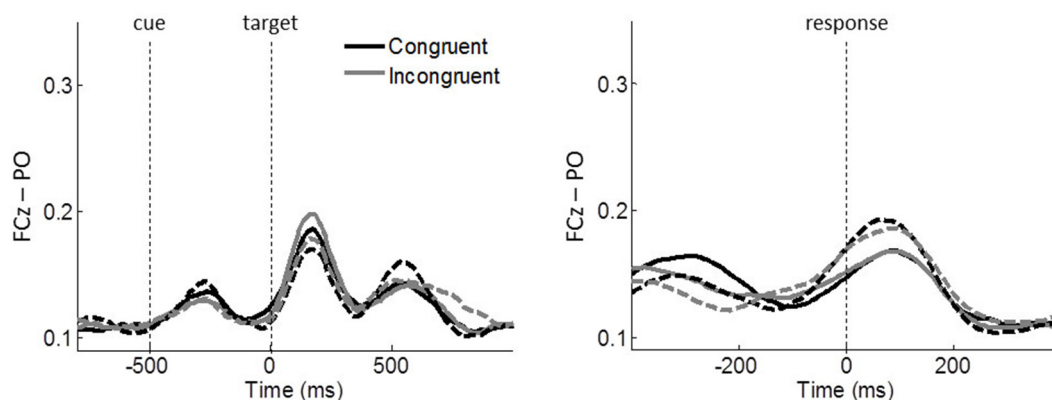 cue target
Congruent
Incongruent
0.3
0.2
0.1
FCz – PO
-500 0 500
Time (ms)
response
0.3
0.2
0.1
FCz – PO
-200 0 200
Time (ms)